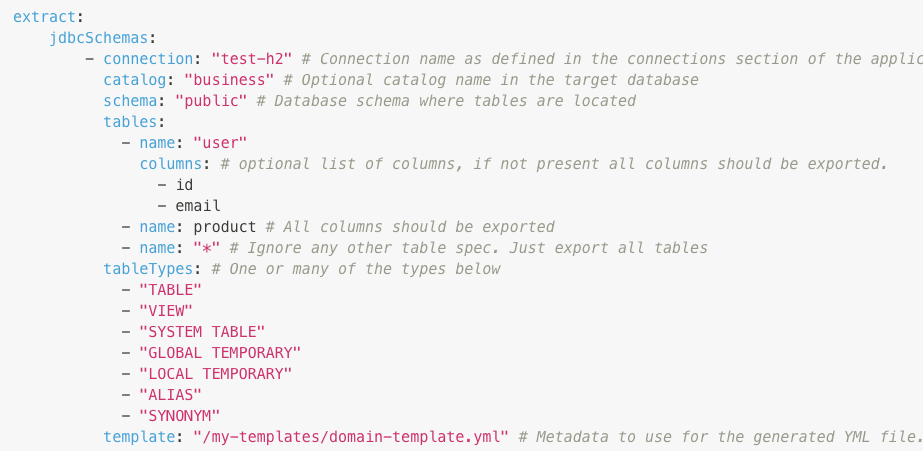 extract:
jdbcSchemas:
- connection: "test-h2" # Connection name as defined in the connections section of the
catalog: "business" # Optional catalog name in the target database
schema: "public" # Database schema where tables are located
tables:
- name: "user"
columns: # optional list of columns, if not present all columns should be exported.
- id
- email
- name: product # All columns should be exported
- name: "*" # Ignore any other table spec. Just export all tables
tableTypes: # One or many of the types below
- "TABLE"
- "VIEW"
- "SYSTEM TABLE"
- "GLOBAL TEMPORARY"
- "LOCAL TEMPORARY"
- "ALIAS"
- "SYNONYM"
template: "/my-templates/domain-template.yml" # Metadata to use for the generated YML file.